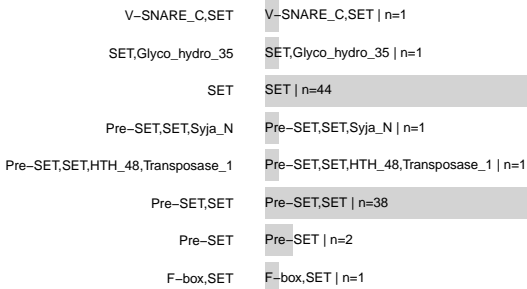 V−SNARE_C,SET V−SNARE_C,SET | n=1
SET,Glyco_hydro_35 SET,Glyco_hydro_35 | n=1
SET SET | n=44
Pre−SET,SET,Syja_N Pre−SET,SET,Syja_N | n=1
Pre−SET,SET,HTH_48,Transposase_1 Pre−SET,SET,HTH_48,Transposase_1 | n=1
Pre−SET,SET Pre−SET,SET | n=38
Pre−SET Pre−SET | n=2
F−box,SET F−box,SET | n=1